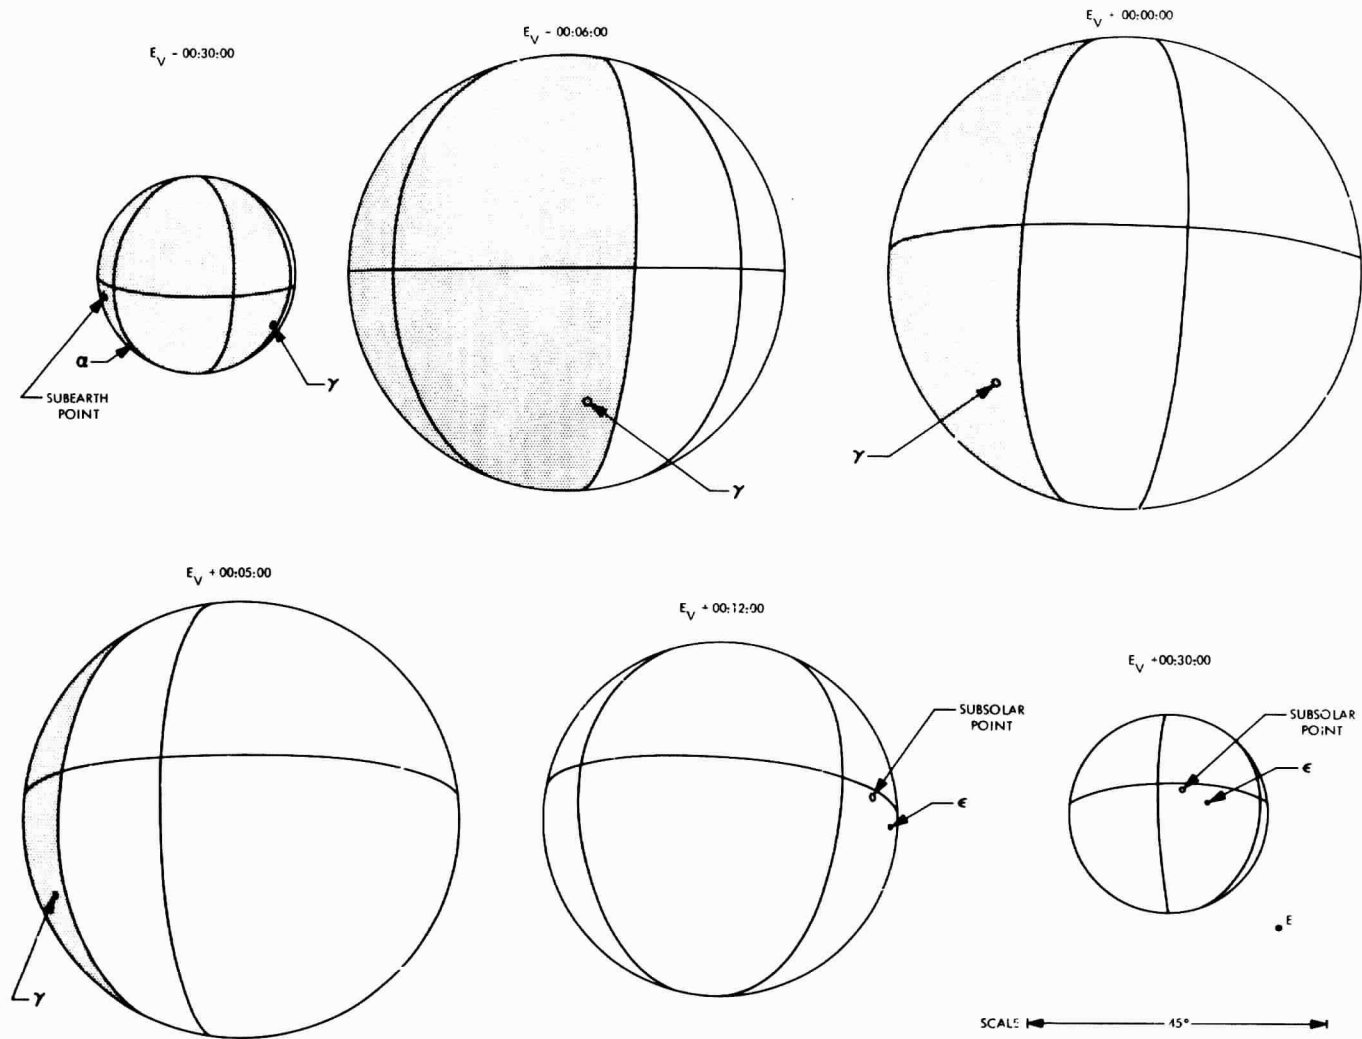 E_V - 00:30:00
E_V - 00:06:00
E_V + 00:00:00
α
SUBEARTH
POINT
γ
γ
γ
E_V + 00:05:00
E_V + 00:12:00
E_V +00:30:00
SUBSOLAR
POINT
ϵ
SUBSOLAR
POINT
ϵ
γ
E
SCALE 45°